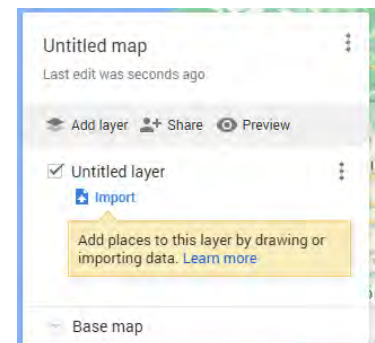 Untitled map
Last edit was seconds ago
Add layer Share Preview
Untitled layer
Import
Add places to this layer by drawing or
importing data. Learn more
Base map